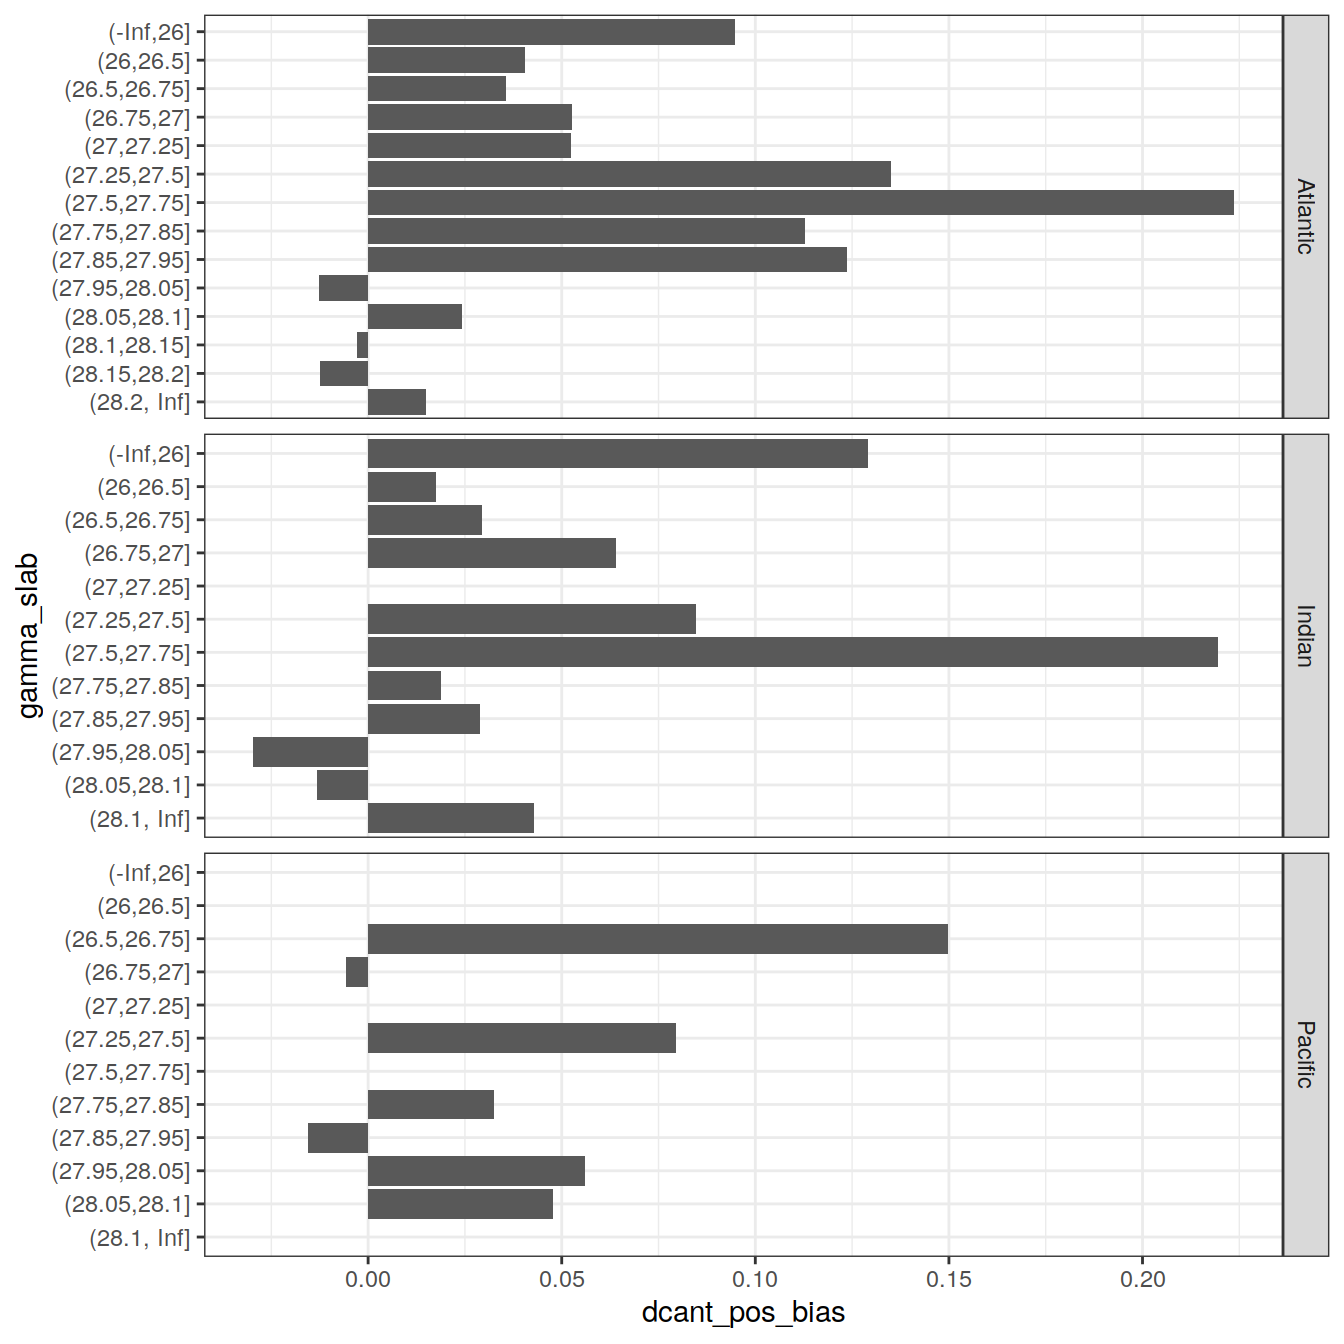 (-Inf,26]
(26,26.5]
(26.5,26.75]
(26.75,27]
(27,27.25]
(27.25,27.5]
(27.5,27.75]
(27.75,27.85]
(27.85,27.95]
(27.95,28.05]
(28.05,28.1]
(28.1,28.15]
(28.15,28.2]
(28.2, Inf]
Atlantic
(-Inf,26]
(26,26.5]
(26.5,26.75]
(26.75,27]
(27,27.25]
(27.25,27.5]
(27.5,27.75]
(27.75,27.85]
(27.85,27.95]
(27.95,28.05]
(28.05,28.1]
(28.1, Inf]
Indian
gamma_slab
(-Inf,26]
(26,26.5]
(26.5,26.75]
(26.75,27]
(27,27.25]
(27.25,27.5]
(27.5,27.75]
(27.75,27.85]
(27.85,27.95]
(27.95,28.05]
(28.05,28.1]
(28.1, Inf]
Pacific
0.00 0.05 0.10 0.15 0.20
dcant_pos_bias